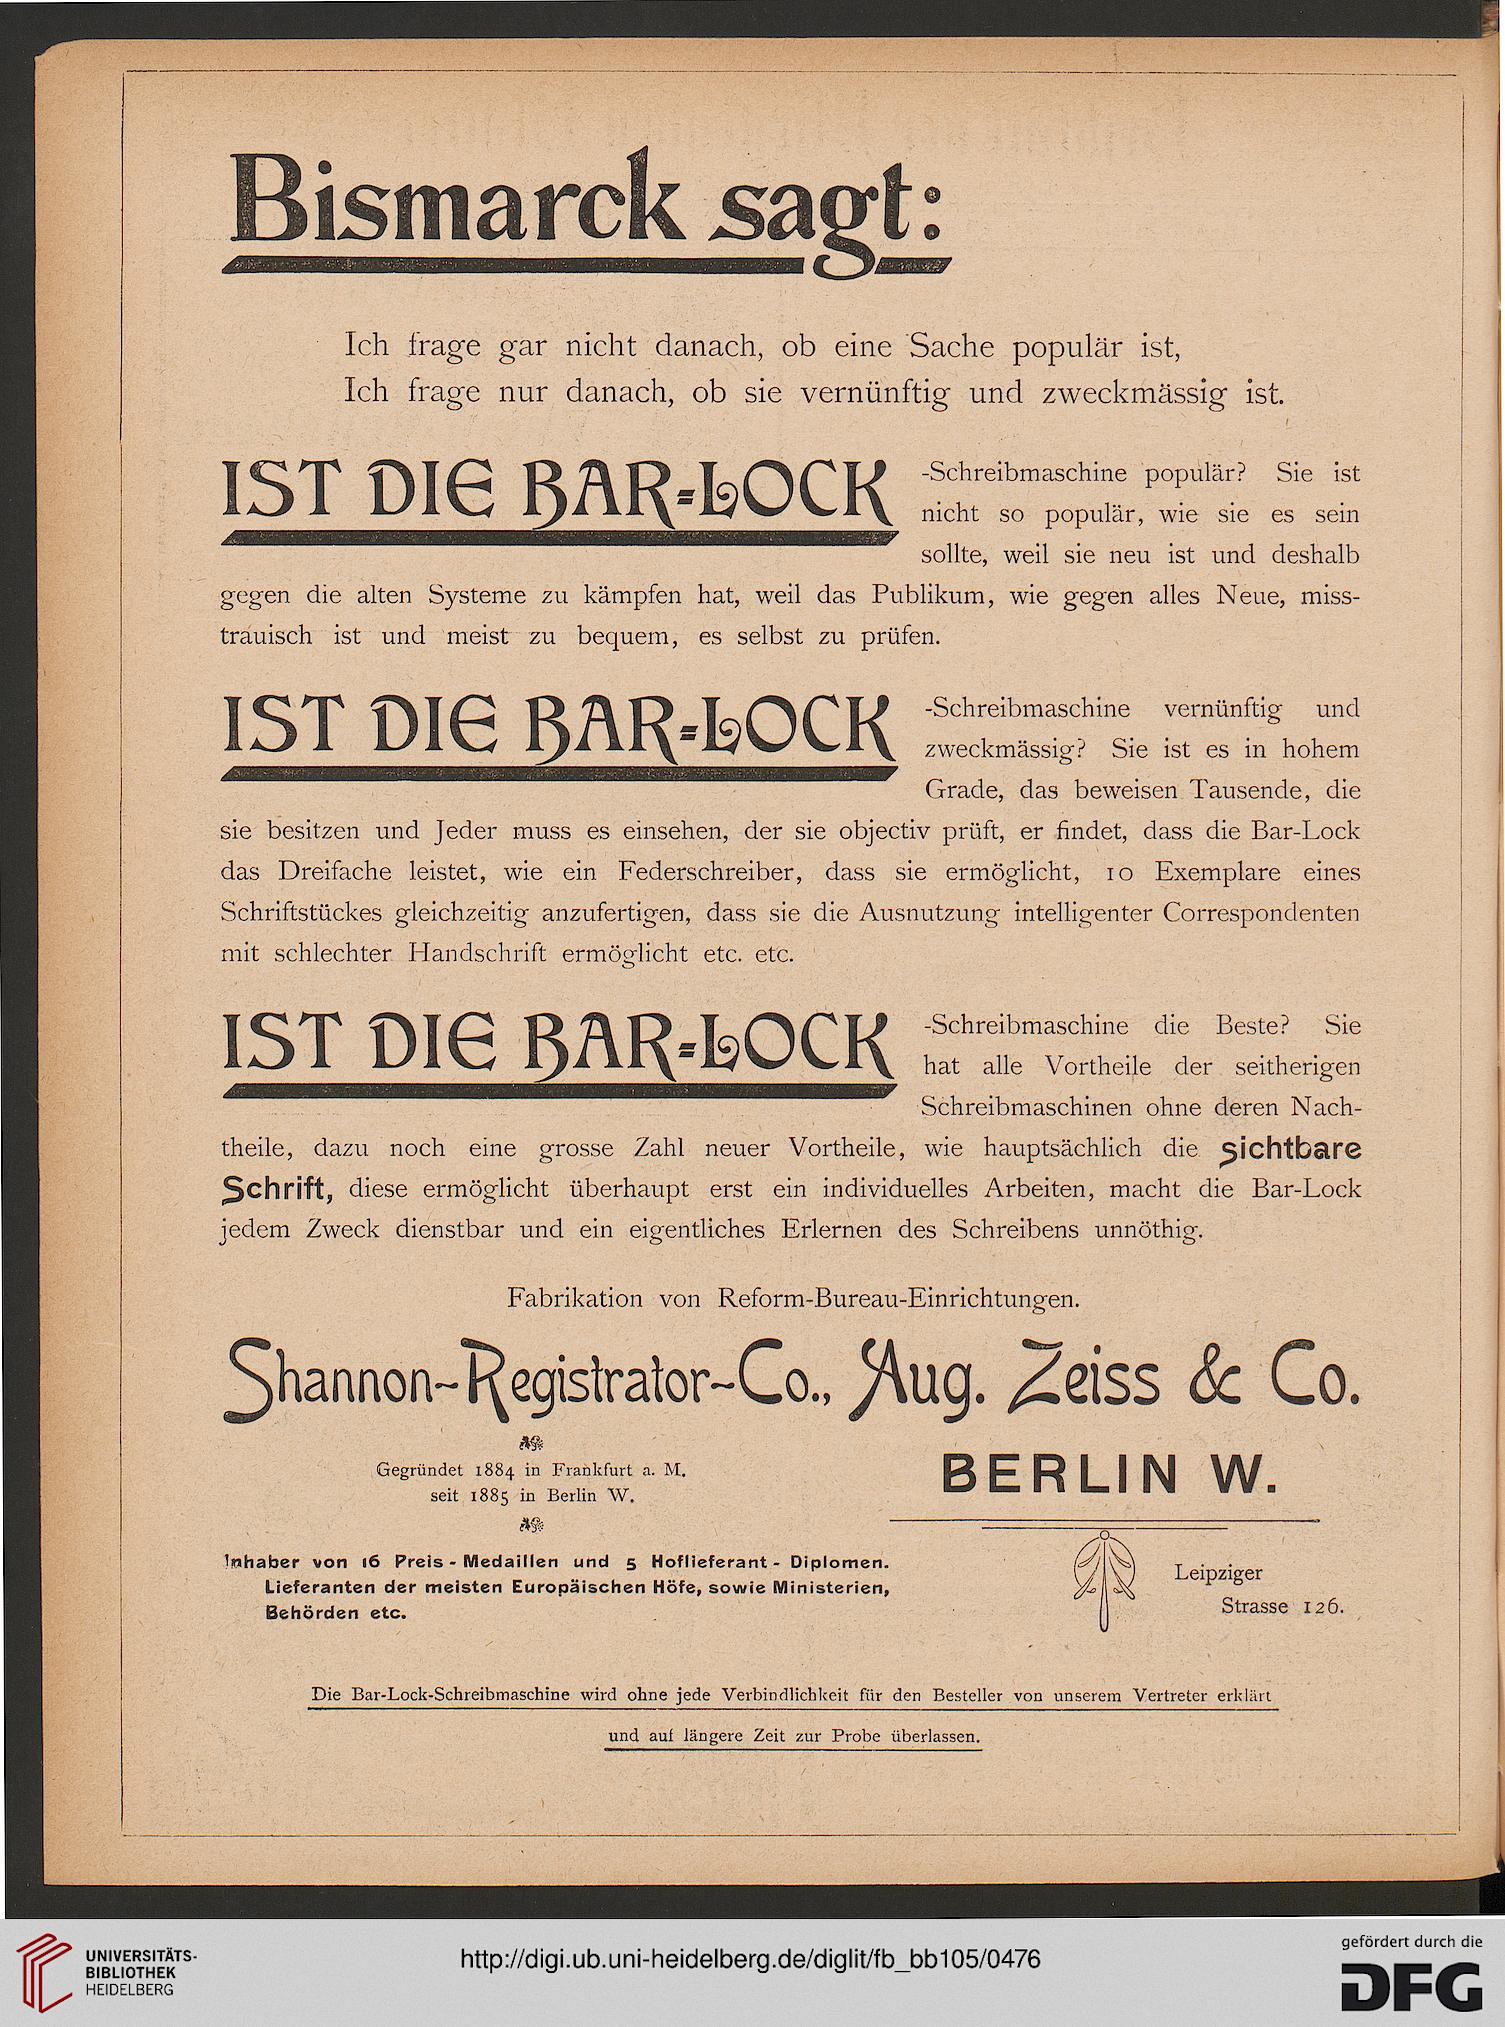 Bismarck sagt:
Ich frage gar nicht danach, ob eine Sache populär ist,
Ich frage nur danach, ob sie vernünftig und zweckmässig ist.
IST DIE BAR-LOCK -Schreibmaschine populär? Sie ist
nicht so populär, wie sie es sein
sollte, weil sie neu ist und deshalb
gegen die alten Systeme zu kämpfen hat, weil das Publikum, wie gegen alles Neue, miss-
trauisch ist und meist zu bequem, es selbst zu prüfen.
IST DIE BAR-LOCK -Schreibmaschine vernünftig und
zweckmässig? Sie ist es in hohem
Grade, das beweisen Tausende, die
sie besitzen und Jeder muss es einsehen, der sie objectiv prüft, er findet, dass die Bar-Lock
das Dreifache leistet, wie ein Federschreiber, dass sie ermöglicht, 10 Exemplare eines
Schriftstückes gleichzeitig anzufertigen, dass sie die Ausnutzung intelligenter Correspondenten
mit schlechter Handschrift ermöglicht etc. etc.
IST DIE BAR-LOCK -Schreibmaschine die Beste? Sie
hat alle Vortheile der seitherigen
Schreibmaschinen ohne deren Nach-
theile, dazu noch eine grosse Zahl neuer Vortheile, wie hauptsächlich die sichtbare
Schrift, diese ermöglicht überhaupt erst ein individuelles Arbeiten, macht die Bar-Lock
jedem Zweck dienstbar und ein eigentliches Erlernen des Schreibens unnöthig.
Fabrikation von Reform-Bureau-Einrichtungen.
Shannon-Registrator-Co., Aug. Zeiss & Co.
Gegründet 1884 in Frankfurt a. M.
seit 1885 in Berlin W.
BERLIN W.
Inhaber von 16 Preis-Medaillen und 5 Hoflieferant-Diplomen.
Lieferanten der meisten Europäischen Höfe, sowie Ministerien,
Behörden etc.
Leipziger
Strasse 126.
Die Bar-Lock-Schreibmaschine wird ohne jede Verbindlichkeit für den Besteller von unserem Vertreter erklärt
und auf längere Zeit zur Probe überlassen.
UNIVERSITÄTS-
BIBLIOTHEK
HEIDELBERG
http://digi.ub.uni-heidelberg.de/diglit/fb_bb105/0476
gefördert durch die
DFG